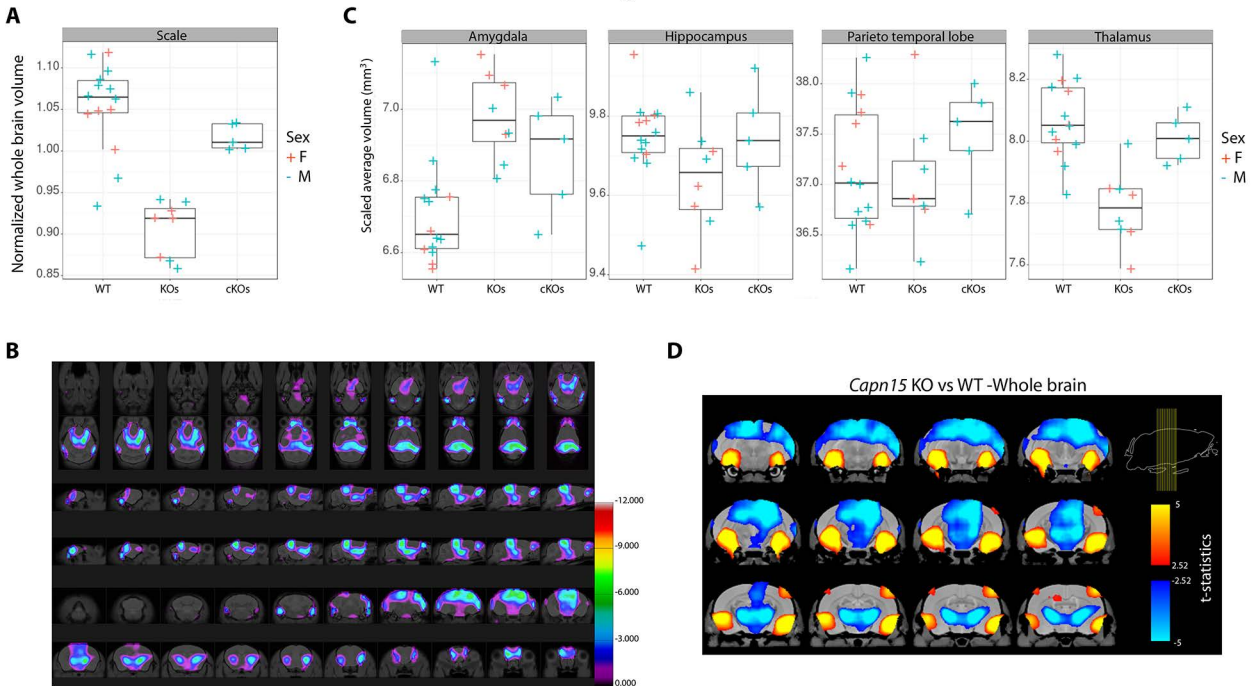 A
C
Scale
Amygdala
Hippocampus
Parieto temporal lobe
Thalamus
Normalized whole brain volume
1.10
1.05
1.00
0.95
0.90
0.85
WT
KOs
cKOs
Sex
F
M
Scaled average volume (mm³)
7.0
6.8
6.6
WT
KOs
cKOs
9.8
9.6
9.4
WT
KOs
cKOs
38.0
37.5
37.0
36.5
WT
KOs
cKOs
8.2
8.0
7.8
7.6
WT
KOs
cKOs
Sex
F
M
B
-12.000
-9.000
-6.000
-3.000
0.000
D
Capn15 KO vs WT -Whole brain
5
2.52
-2.52
-5
t-statistics